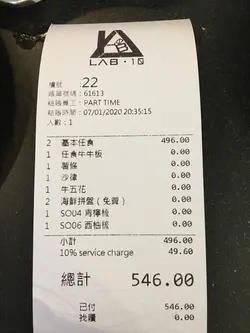 LAB·10
檯號 :22
賬單號碼 : 61613
結賬員工 : PART TIME
結賬時間 : 07/01/2020 20:35:15
人數 : 1
2 基本任食 496.00
1 任食牛牛板 0.00
1 薯條 0.00
1 沙律 0.00
1 牛五花 0.00
2 海鮮拼盤（免費） 0.00
1 SO04 青檸梳 0.00
1 SO06 西柚梳 0.00
小計 496.00
10% service charge 49.60
總計 546.00
已付 546.00
找續 0.00